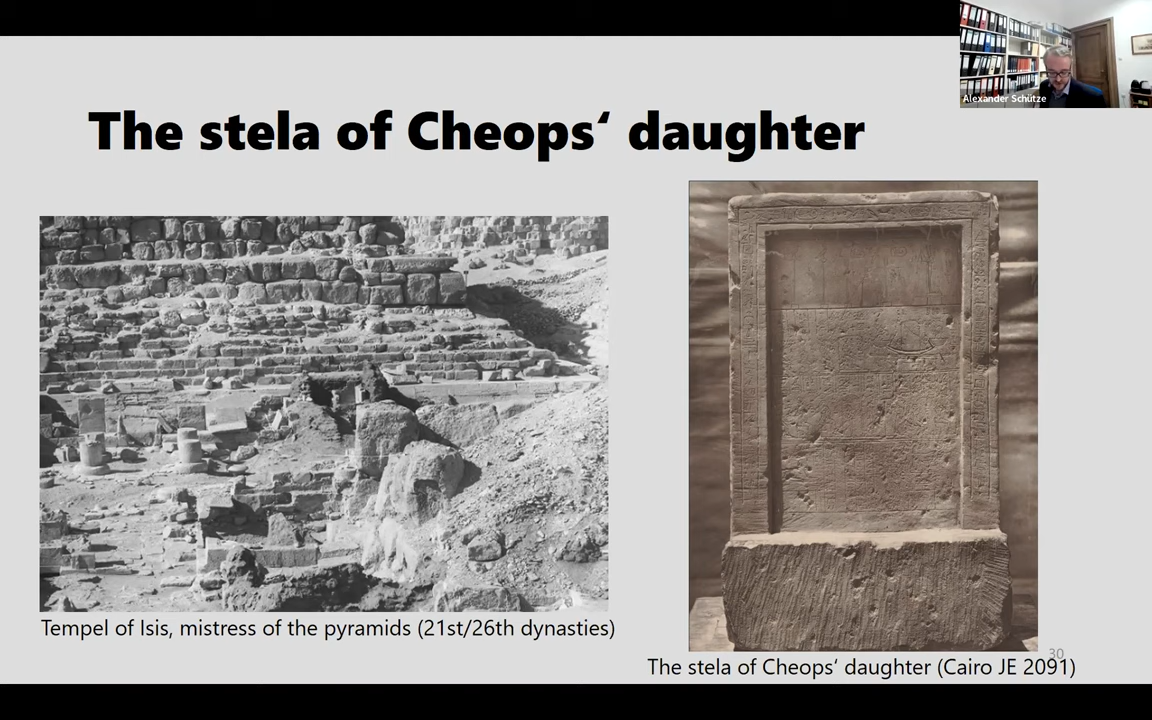 Alexander Schütze
The stela of Cheops‘ daughter
Tempel of Isis, mistress of the pyramids (21st/26th dynasties)
30
The stela of Cheops‘ daughter (Cairo JE 2091)